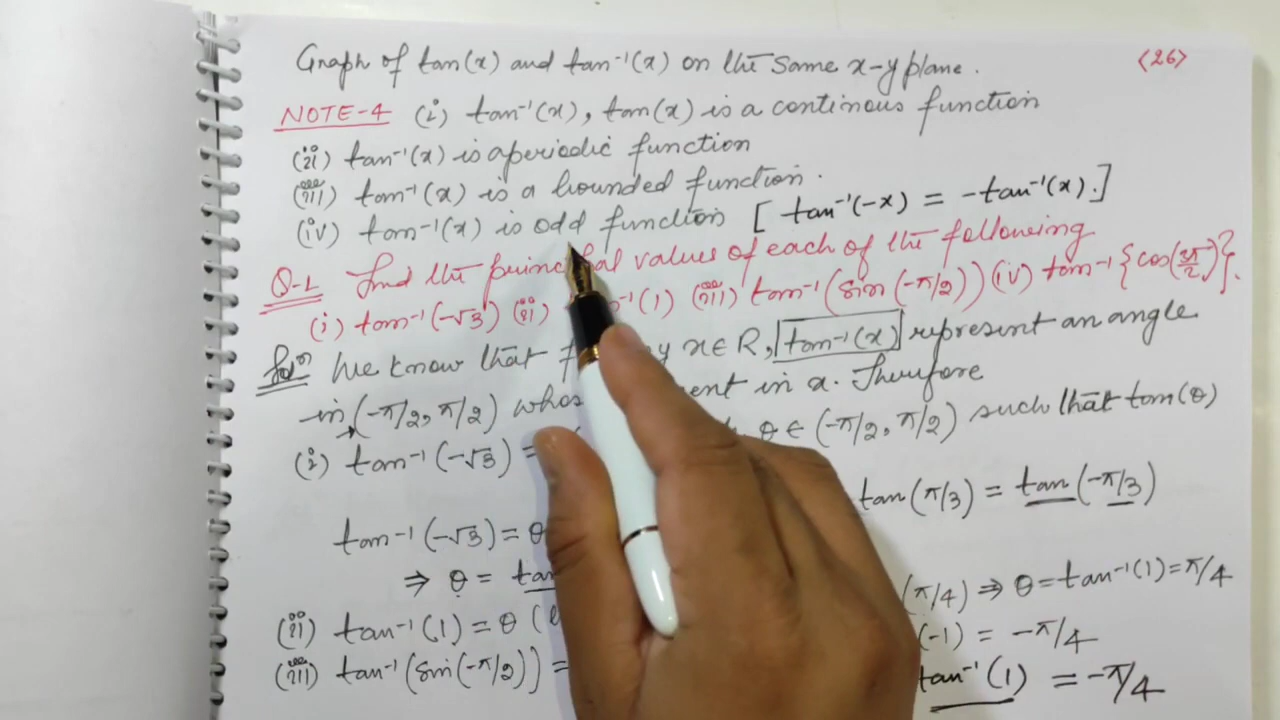 Graph of tan(x) and tan⁻¹(x) on the same x-y plane. <26>
NOTE-4 (i) tan⁻¹(x), tan(x) is a continous function
(ii) tan⁻¹(x) is aperiodic function
(iii) tan⁻¹(x) is a bounded function.
(iv) tan⁻¹(x) is odd function [tan⁻¹(-x) = -tan⁻¹(x).]
Q-1 Find the principal values of each of the following
(i) tan⁻¹(-√3) (ii) ⁻¹(1) (iii) tan⁻¹(sin(-π/2)) (iv) tan⁻¹{cos(3π/2)}.
Solⁿ We know that x∈R, tan⁻¹(x) represent an angle
in (-π/2, π/2) is x. Therefore
θ ∈ (-π/2, π/2) such that tan(θ)
(i) tan⁻¹(-√3) =
tan(π/3) = tan(-π/3)
tan⁻¹(-√3) = θ
⇒ θ = tan
(π/4) ⇒ θ = tan⁻¹(1) = π/4
(ii) tan⁻¹(1) = θ
(-1) = -π/4
(iii) tan⁻¹(sin(-π/2)) = tan⁻¹(1) = -π/4